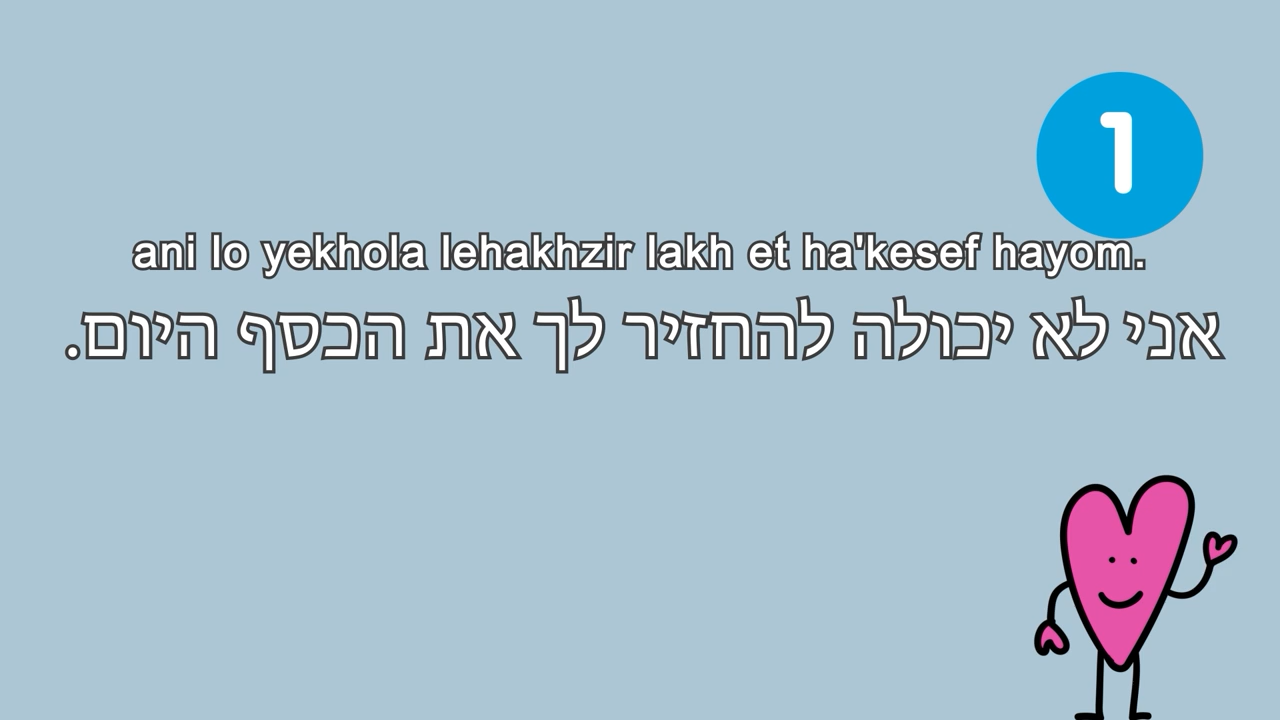 1
ani lo yekhola lehakhzir lakh et ha'kesef hayom.
אני לא יכולה להחזיר לך את הכסף היום.